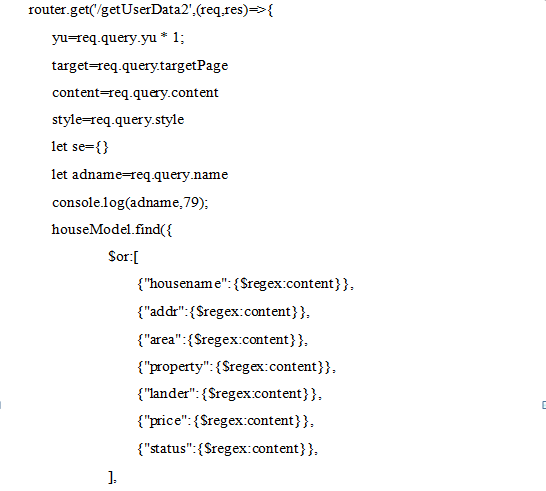 router.get('/getUserData2',(req,res)=>{
yu=req.query.yu * 1;
target=req.query.targetPage
content=req.query.content
style=req.query.style
let se={}
let adname=req.query.name
console.log(adname,79);
houseModel.find({
$or:[
{"housename":{$regex:content}},
{"addr":{$regex:content}},
{"area":{$regex:content}},
{"property":{$regex:content}},
{"lander":{$regex:content}},
{"price":{$regex:content}},
{"status":{$regex:content}},
],